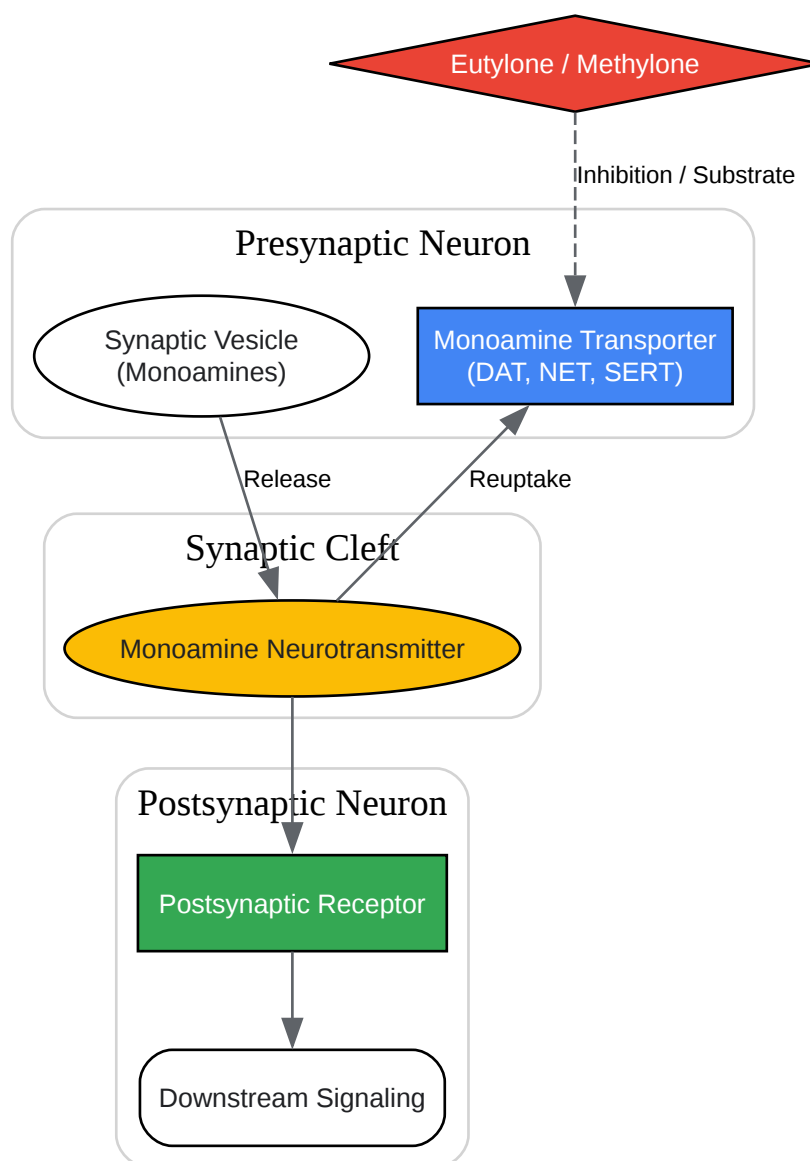 Eutylone / Methylone
Inhibition / Substrate
Presynaptic Neuron
Synaptic Vesicle
(Monoamines)
Monoamine Transporter
(DAT, NET, SERT)
Release
Reuptake
Synaptic Cleft
Monoamine Neurotransmitter
Postsynaptic Neuron
Postsynaptic Receptor
Downstream Signaling